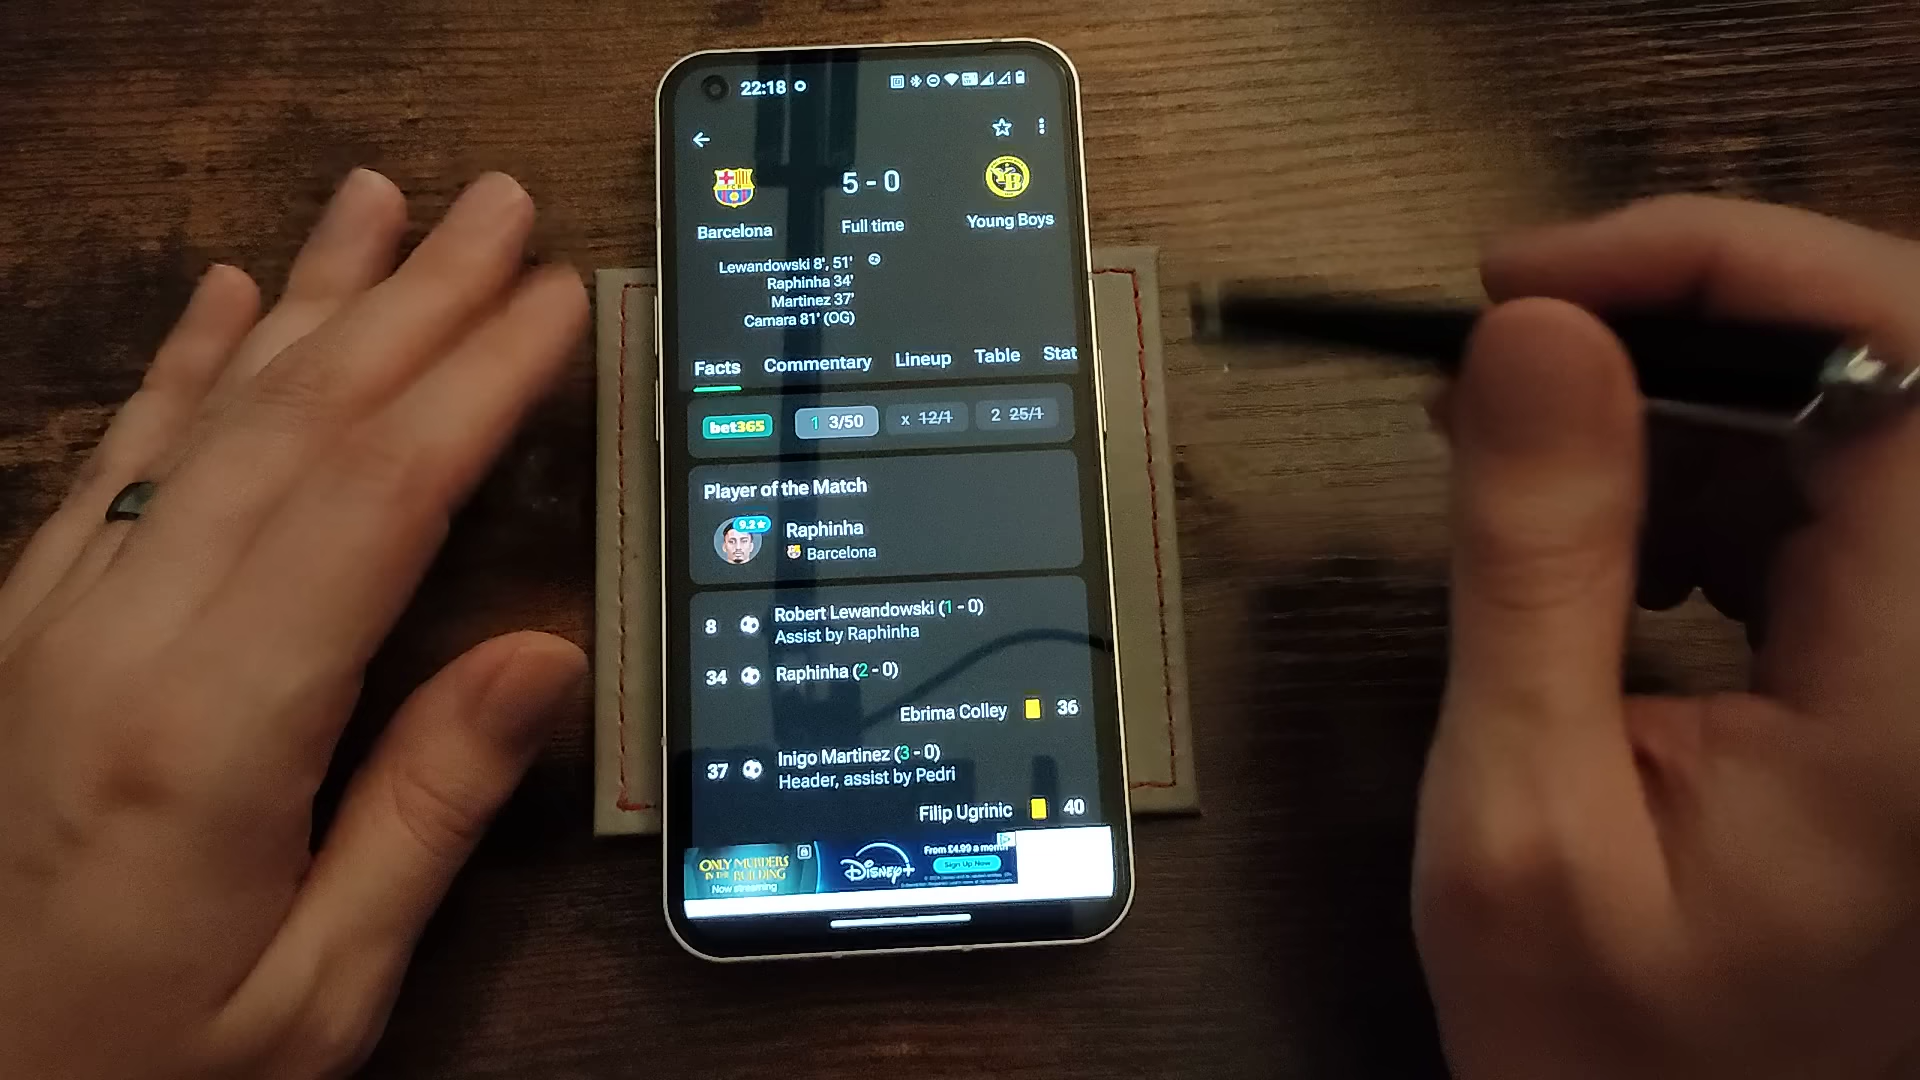 22:18
5 - 0
Barcelona
Full time
Young Boys
Lewandowski 8', 51'
Raphinha 34'
Martinez 37'
Camara 81' (OG)
Facts Commentary Lineup Table Stat
bet365 1 3/50 x 12/1 2 25/1
Player of the Match
9.2
Raphinha
Barcelona
8 Robert Lewandowski (1 - 0)
Assist by Raphinha
34 Raphinha (2 - 0)
Ebrima Colley 36
37 Inigo Martinez (3 - 0)
Header, assist by Pedri
Filip Ugrinic 40
ONLY MURDERS
IN THE BUILDING
Now streaming
Disney+
From £4.99 a month
Sign Up Now